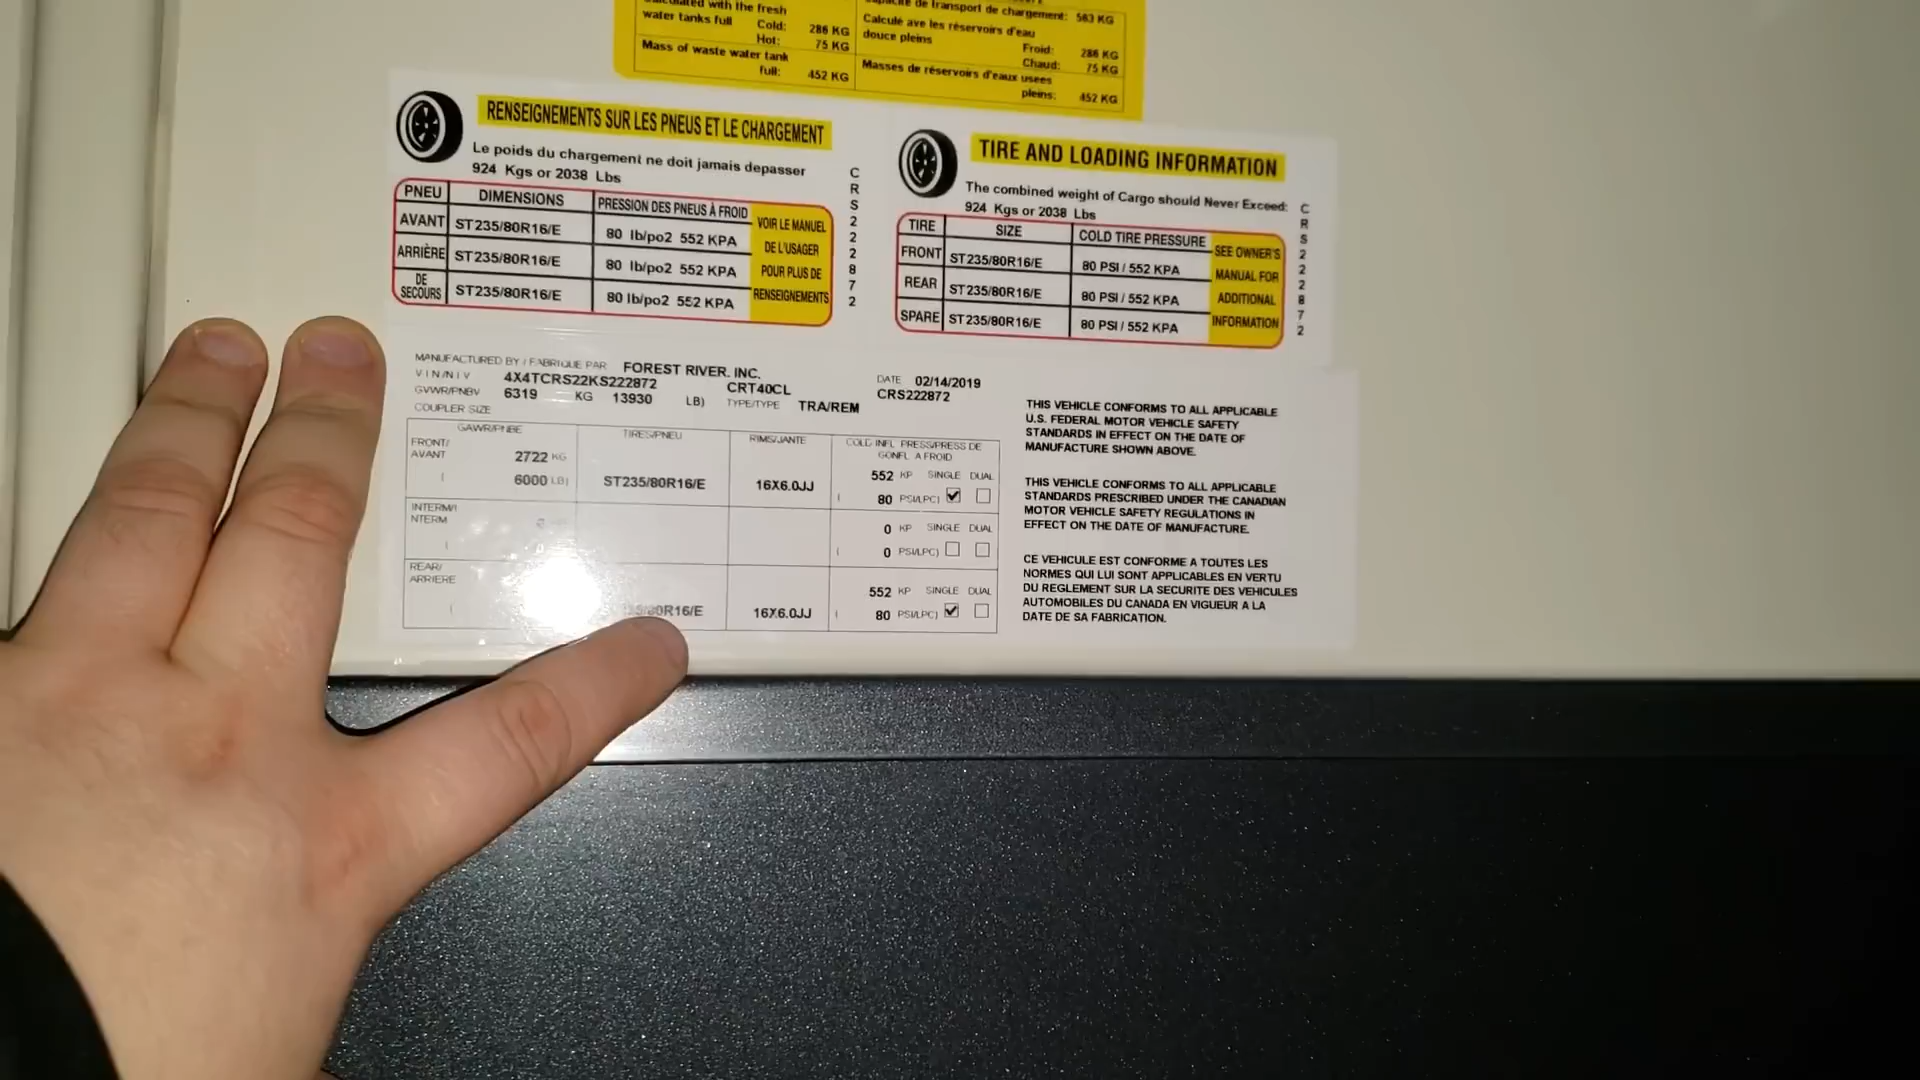 with the fresh
water tanks full Cold: 286 KG
Hot: 75 KG
Mass of waste water tank
full: 452 KG
de transport de chargement: 563 KG
Calculé ave les réservoirs d'eau
douce pleins Froid: 286 KG
Chaud: 75 KG
Masses de réservoirs d'eaux usees
pleins: 452 KG
RENSEIGNEMENTS SUR LES PNEUS ET LE CHARGEMENT
Le poids du chargement ne doit jamais depasser
924 Kgs or 2038 Lbs
PNEU DIMENSIONS PRESSION DES PNEUS À FROID
AVANT ST235/80R16/E 80 lb/po2 552 KPA
ARRIÈRE ST235/80R16/E 80 lb/po2 552 KPA
DE SECOURS ST235/80R16/E 80 lb/po2 552 KPA
VOIR LE MANUEL
DE L'USAGER
POUR PLUS DE
RENSEIGNEMENTS
CRS222872
TIRE AND LOADING INFORMATION
The combined weight of Cargo should Never Exceed:
924 Kgs or 2038 Lbs
TIRE SIZE COLD TIRE PRESSURE
FRONT ST235/80R16/E 80 PSI / 552 KPA
REAR ST235/80R16/E 80 PSI / 552 KPA
SPARE ST235/80R16/E 80 PSI / 552 KPA
SEE OWNER'S
MANUAL FOR
ADDITIONAL
INFORMATION
CRS222872
MANUFACTURED BY / FABRIQUE PAR FOREST RIVER, INC.
VIN/NIV 4X4TCRS22KS222872 CRT40CL DATE 02/14/2019
GVWR/PNBV 6319 KG 13930 LB) TYPE/TYPE TRA/REM CRS222872
COUPLER SIZE
GAWR/PNBE TIRES/PNEU RIMS/JANTE COLD INFL PRESS/PRESS DE
GONFL A FROID
FRONT/
AVANT 2722 KG 552 KP SINGLE DUAL
( 6000 LB) ST235/80R16/E 16X6.0JJ ( 80 PSI/LPC)
INTERM/I
NTERM 0 KP SINGLE DUAL
( 0 PSI/LPC)
REAR/
ARRIERE 552 KP SINGLE DUAL
( /80R16/E 16X6.0JJ ( 80 PSI/LPC)
THIS VEHICLE CONFORMS TO ALL APPLICABLE
U.S. FEDERAL MOTOR VEHICLE SAFETY
STANDARDS IN EFFECT ON THE DATE OF
MANUFACTURE SHOWN ABOVE.
THIS VEHICLE CONFORMS TO ALL APPLICABLE
STANDARDS PRESCRIBED UNDER THE CANADIAN
MOTOR VEHICLE SAFETY REGULATIONS IN
EFFECT ON THE DATE OF MANUFACTURE.
CE VEHICULE EST CONFORME A TOUTES LES
NORMES QUI LUI SONT APPLICABLES EN VERTU
DU REGLEMENT SUR LA SECURITE DES VEHICULES
AUTOMOBILES DU CANADA EN VIGUEUR A LA
DATE DE SA FABRICATION.